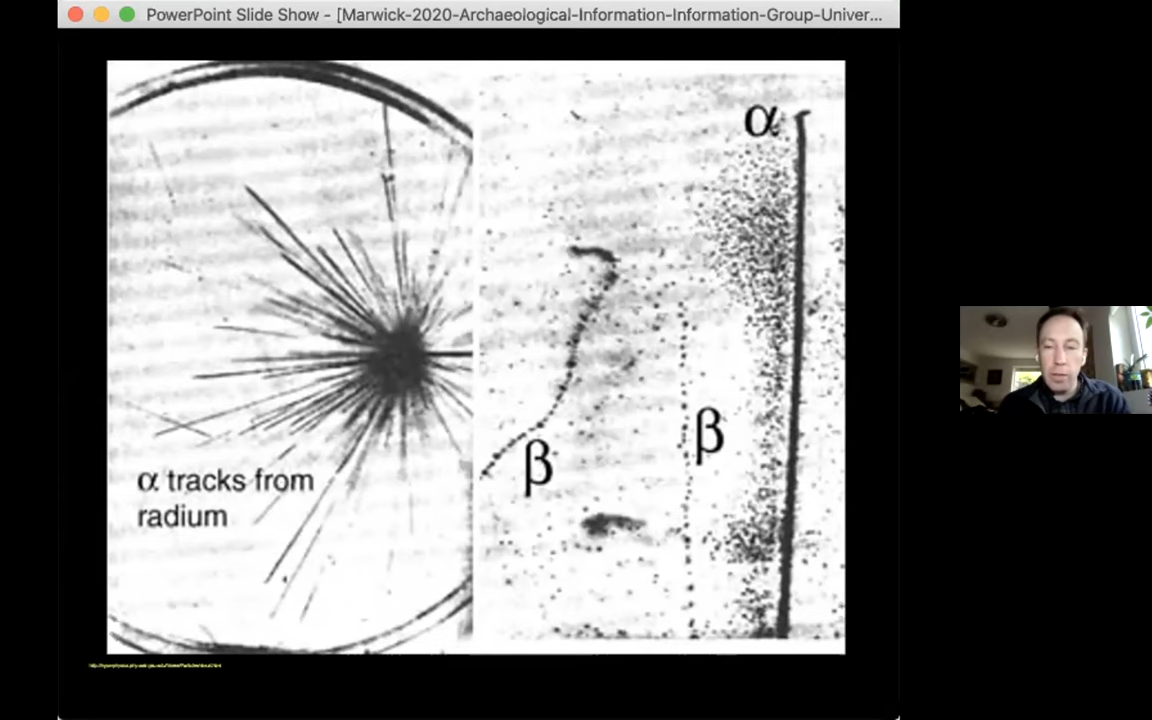 PowerPoint Slide Show - [Marwick-2020-Archaeological-Information-Information-Group-Univer...
α
β
β
α tracks from
radium